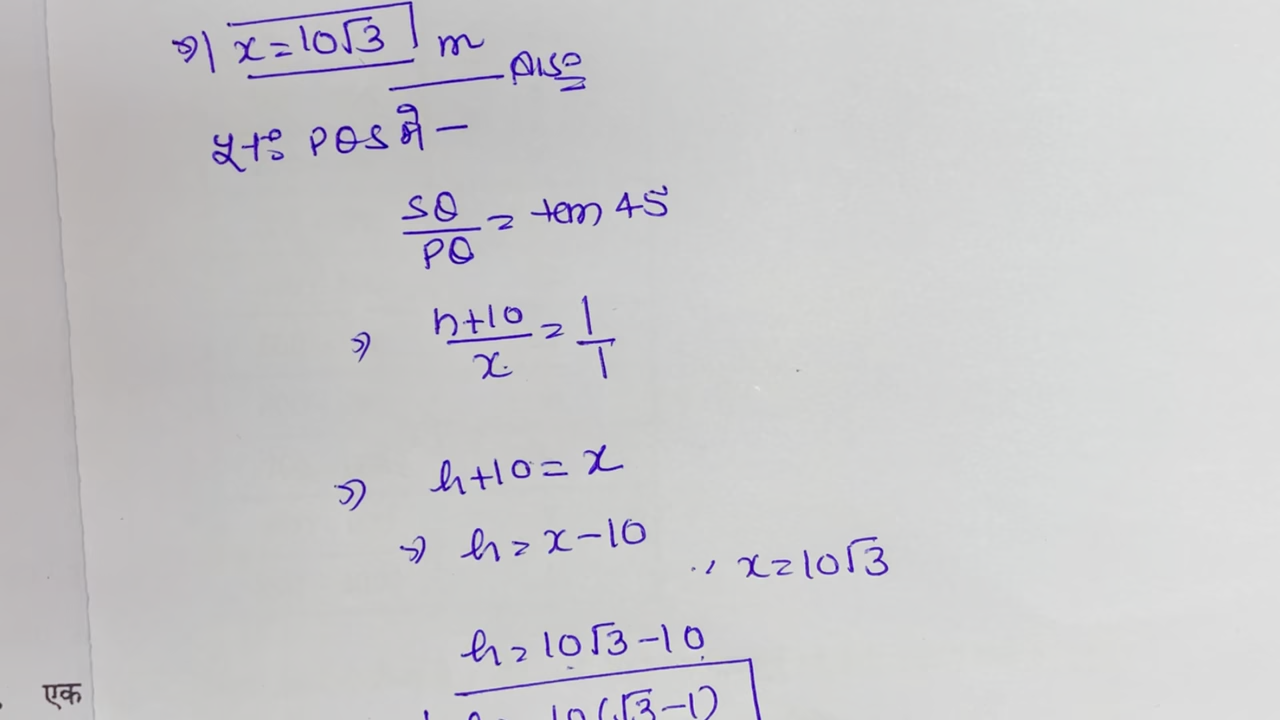 ⇒ x = 10√3 m Ans
पुनः PQS में –
SQ/PQ = tan 45
⇒ h+10/x = 1/1
⇒ h+10 = x
⇒ h = x-10 ∵ x = 10√3
h = 10√3 - 10
10(√3-1)
एक